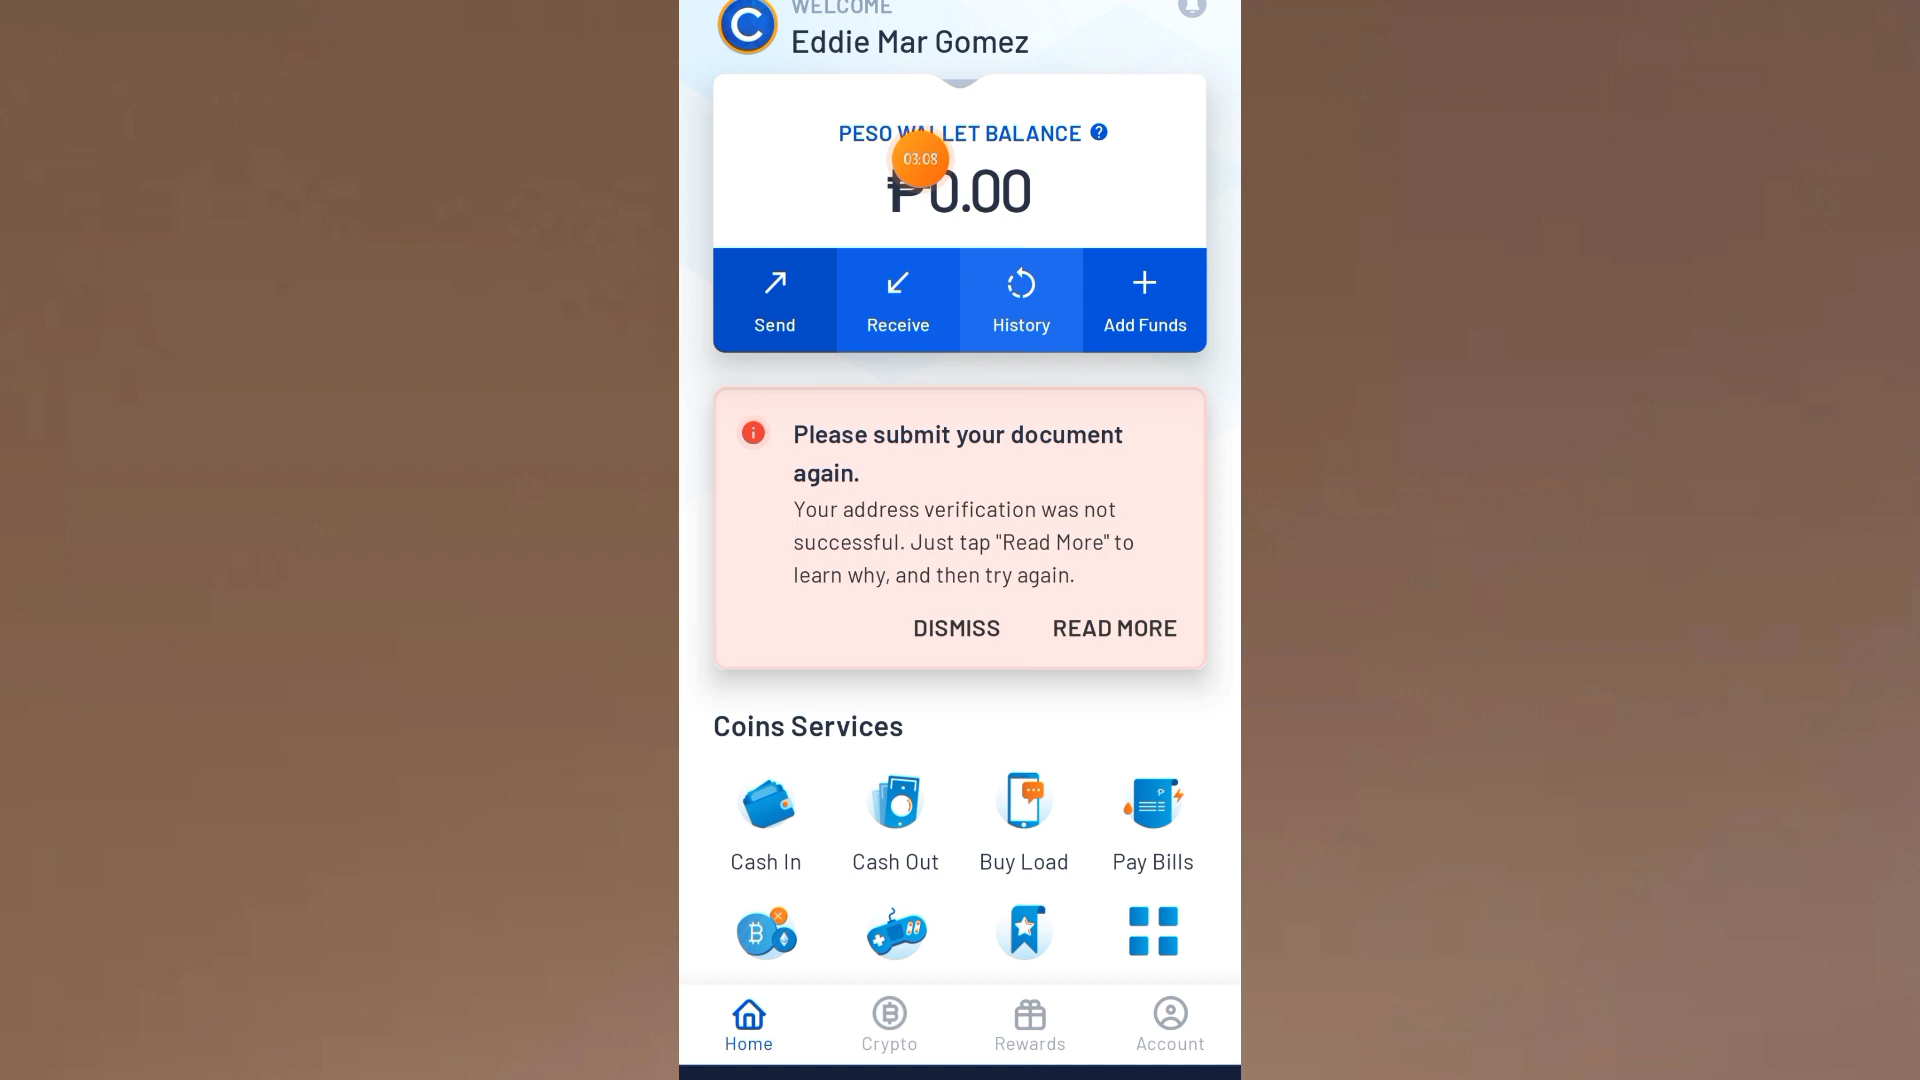 WELCOME
Eddie Mar Gomez
PESO WALLET BALANCE
03:08
₱0.00
Send
Receive
History
Add Funds
Please submit your document
again.
Your address verification was not
successful. Just tap "Read More" to
learn why, and then try again.
DISMISS
READ MORE
Coins Services
Cash In
Cash Out
Buy Load
Pay Bills
Home
Crypto
Rewards
Account